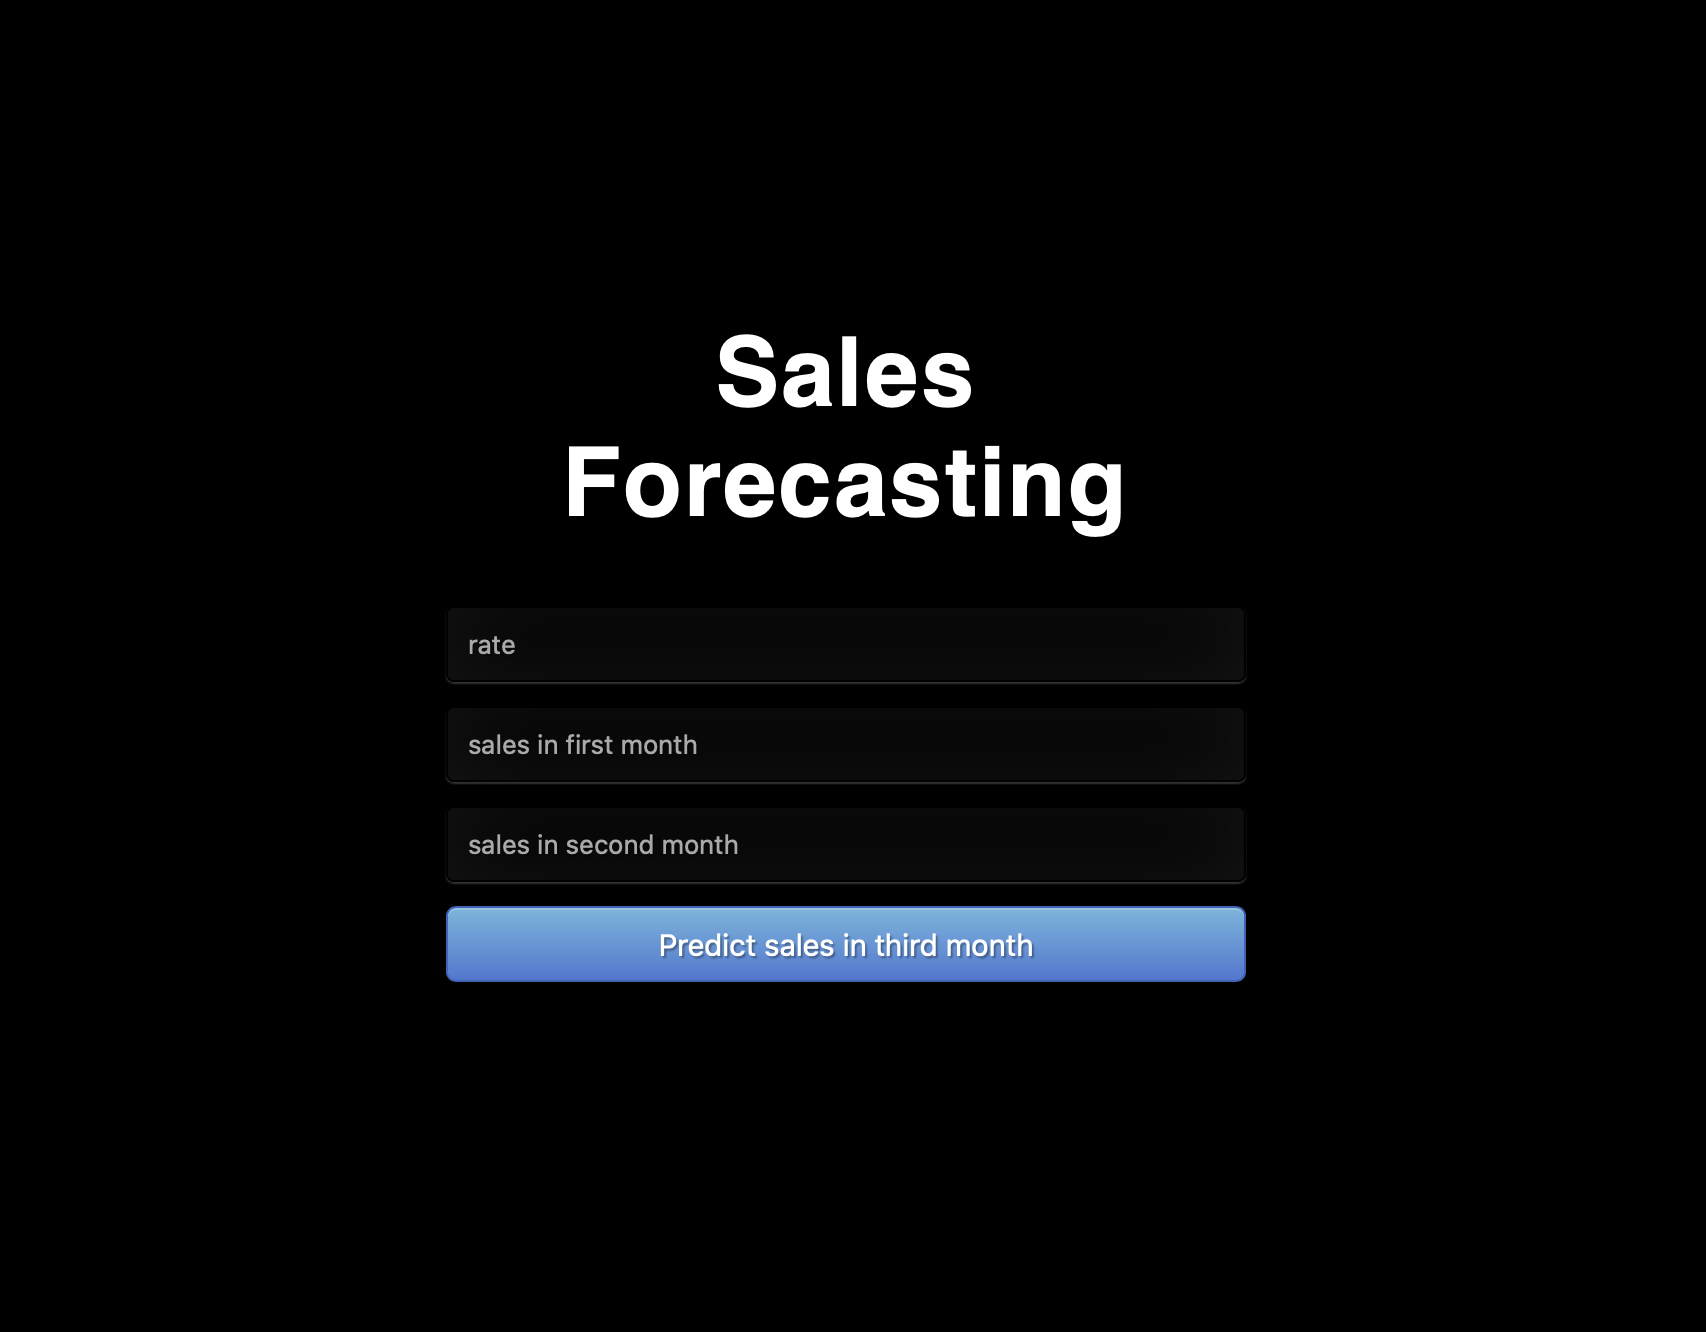 Sales
Forecasting
rate
sales in first month
sales in second month
Predict sales in third month